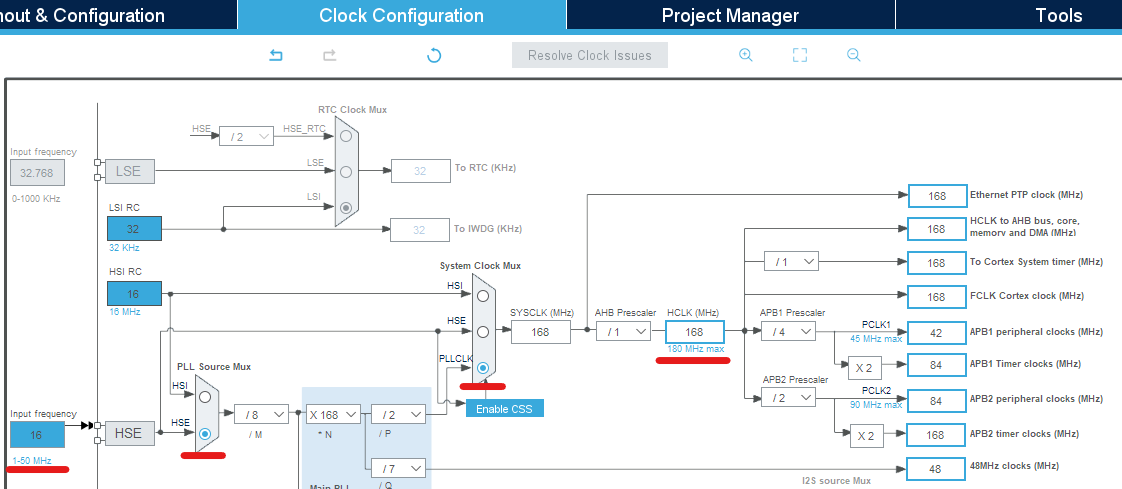 nout & Configuration
Clock Configuration
Project Manager
Tools
Resolve Clock Issues
RTC Clock Mux
HSE
/ 2
HSE_RTC
Input frequency
32.768
0-1000 KHz
LSE
LSE
32
To RTC (KHz)
LSI
LSI RC
32
32 KHz
32
To IWDG (KHz)
HSI RC
16
16 MHz
System Clock Mux
HSI
HSE
PLLCLK
SYSCLK (MHz)
168
AHB Prescaler
/ 1
HCLK (MHz)
168
180 MHz max
168
Ethernet PTP clock (MHz)
168
HCLK to AHB bus, core,
memory and DMA (MHz)
/ 1
168
To Cortex System timer (MHz)
168
FCLK Cortex clock (MHz)
APB1 Prescaler
/ 4
PCLK1
45 MHz max
42
APB1 peripheral clocks (MHz)
X 2
84
APB1 Timer clocks (MHz)
APB2 Prescaler
/ 2
PCLK2
90 MHz max
84
APB2 peripheral clocks (MHz)
X 2
168
APB2 timer clocks (MHz)
PLL Source Mux
HSI
HSE
Input frequency
16
1-50 MHz
HSE
/ 8
/ M
X 168
* N
/ 2
/ P
Enable CSS
/ 7
/ Q
Main PLL
48
48MHz clocks (MHz)
I2S source Mux